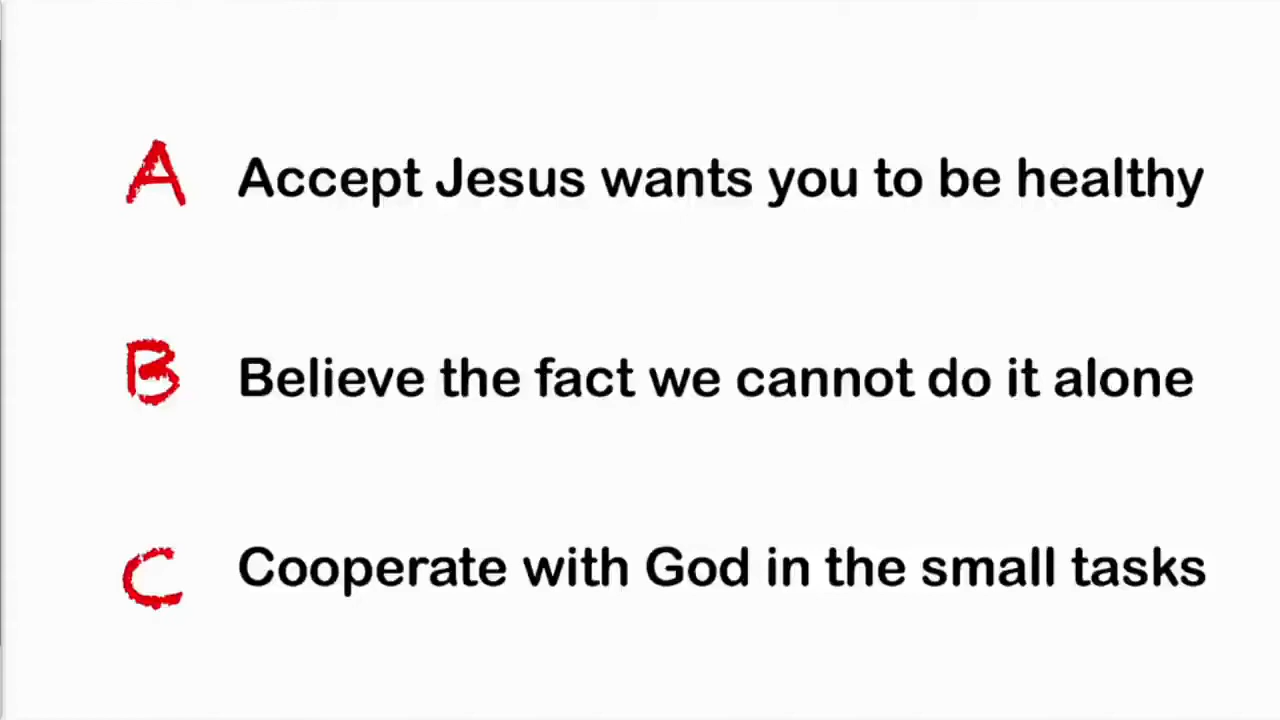 A Accept Jesus wants you to be healthy
B Believe the fact we cannot do it alone
C Cooperate with God in the small tasks